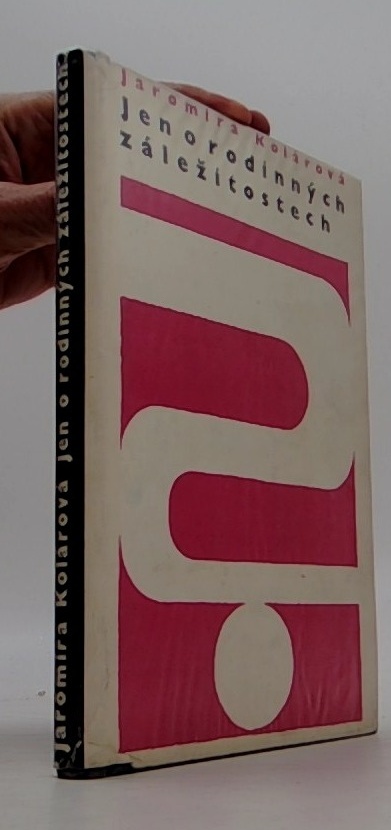 Jaromíra Kolárová
Jen o rodinných
záležitostech
Jaromíra Kolárová Jen o rodinných záležitostech